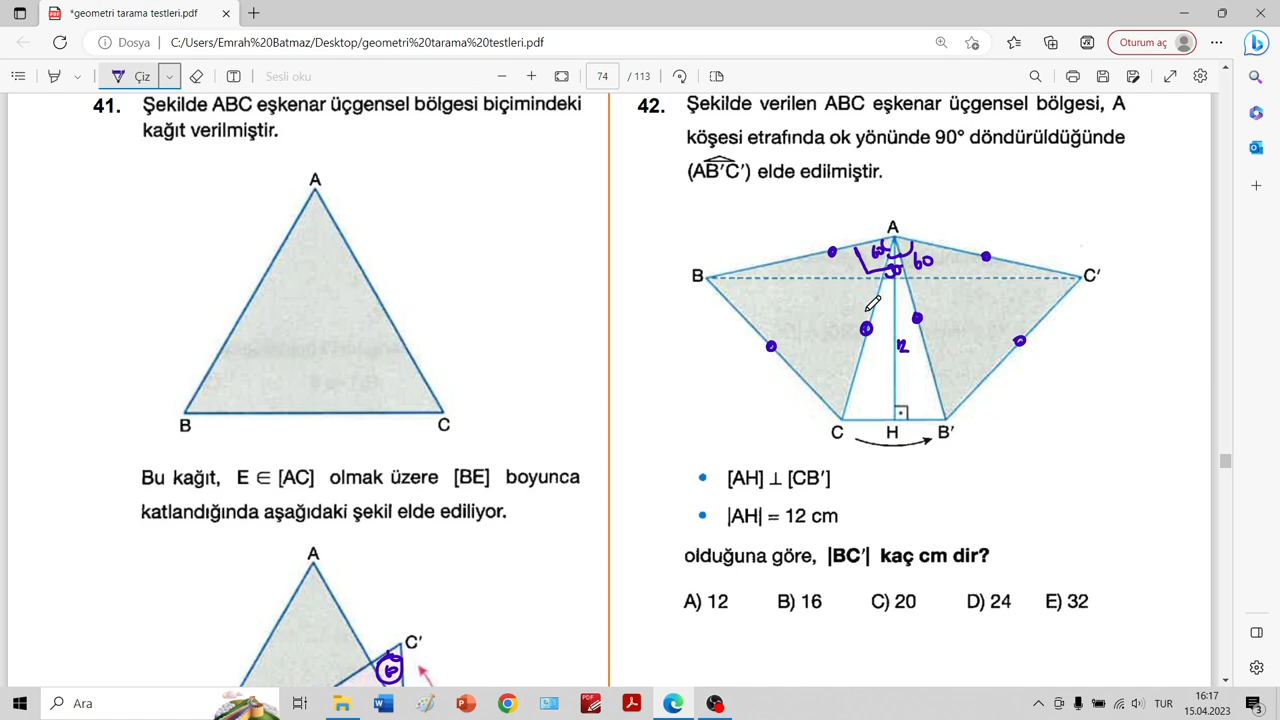 *geometri tarama testleri.pdf
Dosya
C:/Users/Emrah%20Batmaz/Desktop/geometri%20tarama%20testleri.pdf
Oturum aç
Çiz
Sesli oku
74
/ 113
41. Şekilde ABC eşkenar üçgensel bölgesi biçimindeki
kağıt verilmiştir.
A
B
C
Bu kağıt, E ∈ [AC] olmak üzere [BE] boyunca
katlandığında aşağıdaki şekil elde ediliyor.
A
C'
42. Şekilde verilen ABC eşkenar üçgensel bölgesi, A
köşesi etrafında ok yönünde 90° döndürüldüğünde
(AB'C') elde edilmiştir.
A
60
B
C'
12
C
H
B'
• [AH] ⊥ [CB']
• |AH| = 12 cm
olduğuna göre, |BC'| kaç cm dir?
A) 12 B) 16 C) 20 D) 24 E) 32
Ara
TUR
16:17
15.04.2023
3